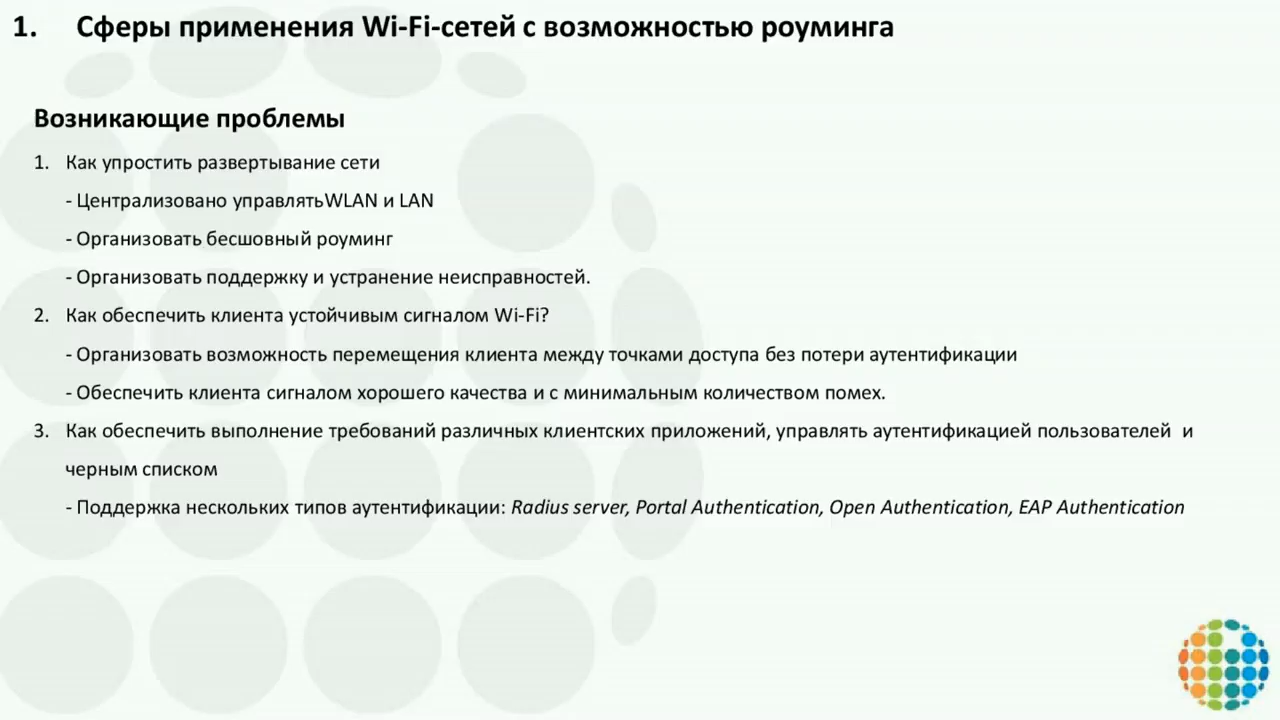 1. Сферы применения Wi-Fi-сетей с возможностью роуминга
Возникающие проблемы
1. Как упростить развертывание сети
- Централизовано управлятьWLAN и LAN
- Организовать бесшовный роуминг
- Организовать поддержку и устранение неисправностей.
2. Как обеспечить клиента устойчивым сигналом Wi-Fi?
- Организовать возможность перемещения клиента между точками доступа без потери аутентификации
- Обеспечить клиента сигналом хорошего качества и с минимальным количеством помех.
3. Как обеспечить выполнение требований различных клиентских приложений, управлять аутентификацией пользователей и
черным списком
- Поддержка нескольких типов аутентификации: Radius server, Portal Authentication, Open Authentication, EAP Authentication